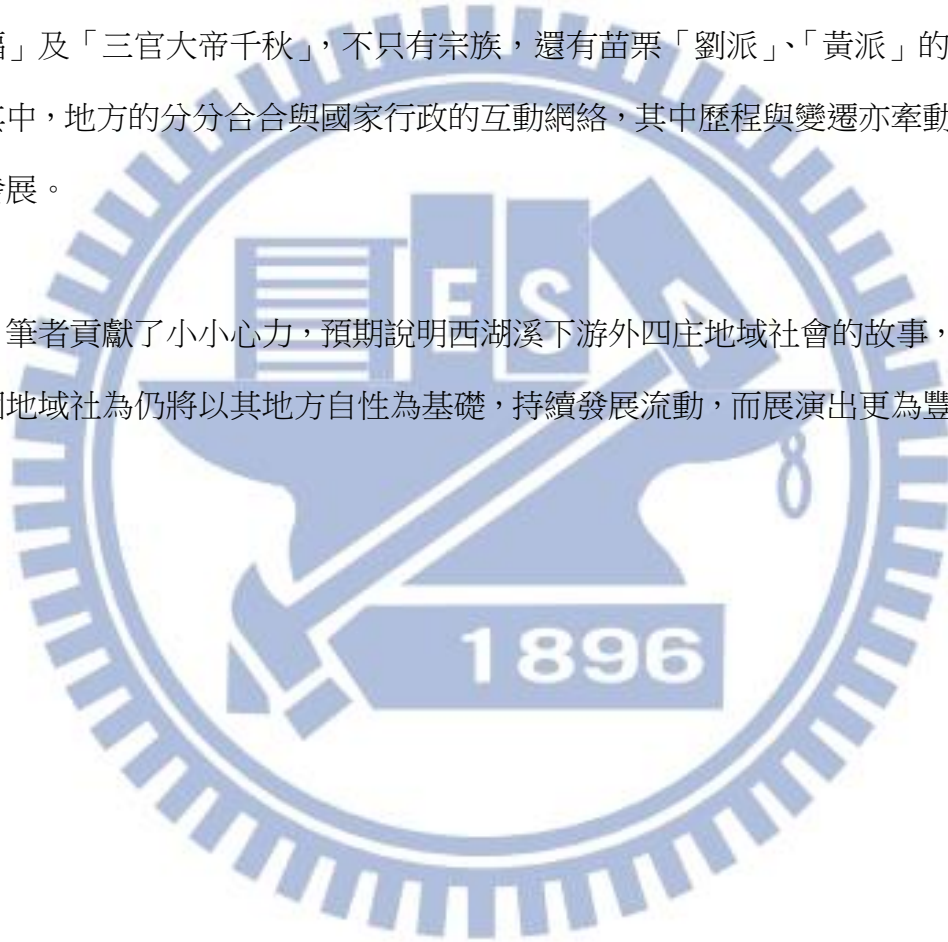 」及「三官大帝千秋」，不只有宗族，還有苗栗「劉派」、「黃派」的
中，地方的分分合合與國家行政的互動網絡，其中歷程與變遷亦牽動
展。
筆者貢獻了小小心力，預期說明西湖溪下游外四庄地域社會的故事，
地域社為仍將以其地方自性為基礎，持續發展流動，而展演出更為豐
E S A
8
1896